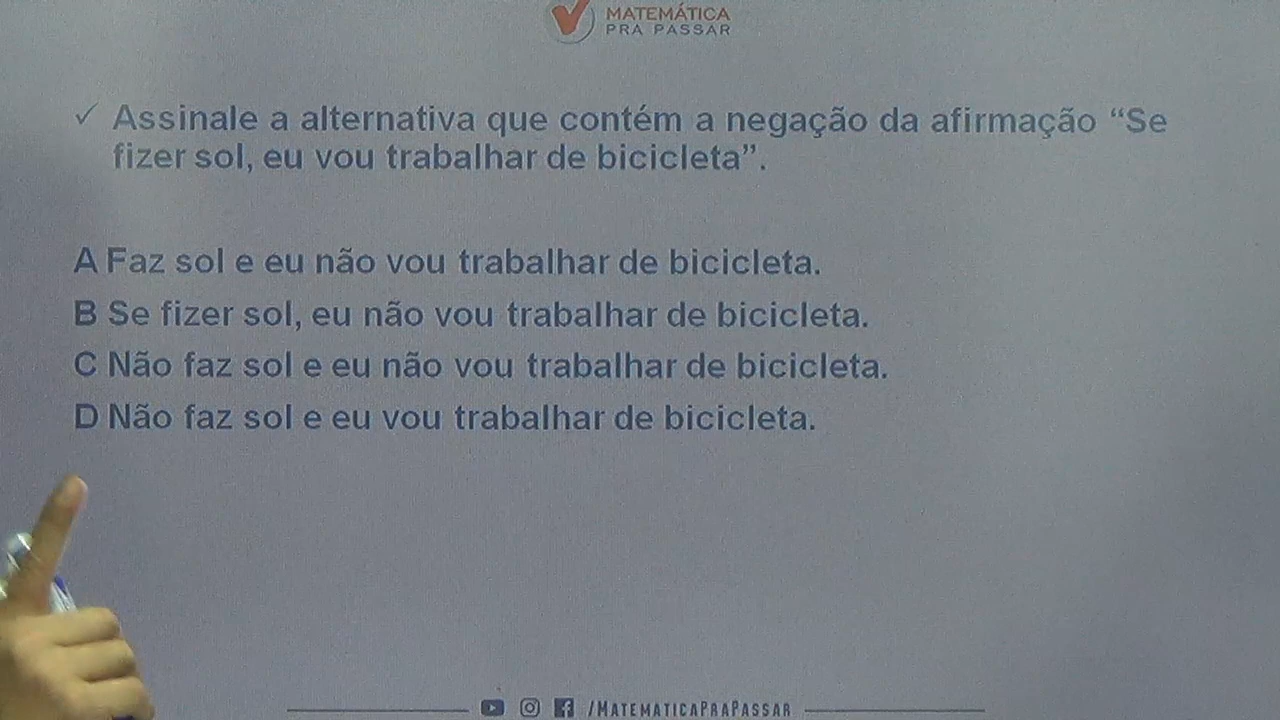 MATEMÁTICA
PRA PASSAR
✓ Assinale a alternativa que contém a negação da afirmação “Se
fizer sol, eu vou trabalhar de bicicleta”.
A Faz sol e eu não vou trabalhar de bicicleta.
B Se fizer sol, eu não vou trabalhar de bicicleta.
C Não faz sol e eu não vou trabalhar de bicicleta.
D Não faz sol e eu vou trabalhar de bicicleta.
/MATEMATICAPRAPASSAR